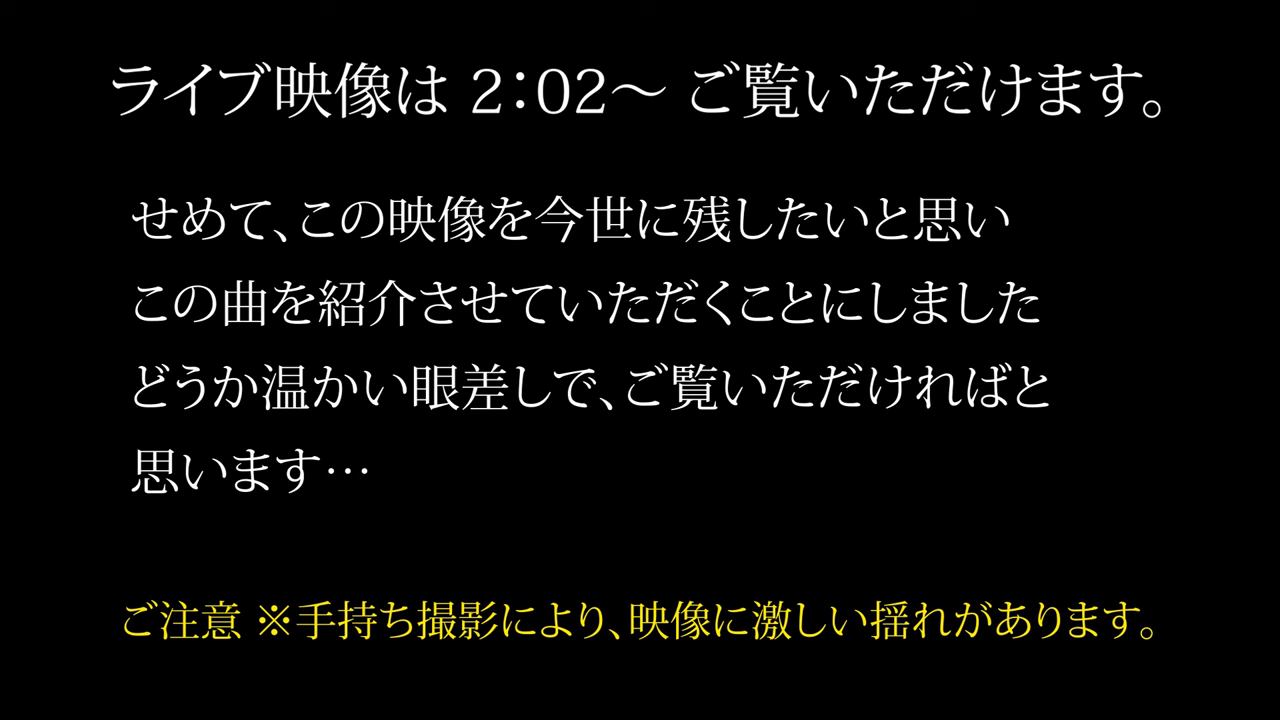 ライブ映像は 2：02～ ご覧いただけます。
せめて、この映像を今世に残したいと思い
この曲を紹介させていただくことにしました
どうか温かい眼差しで、ご覧いただければと
思います…
ご注意 ※手持ち撮影により、映像に激しい揺れがあります。